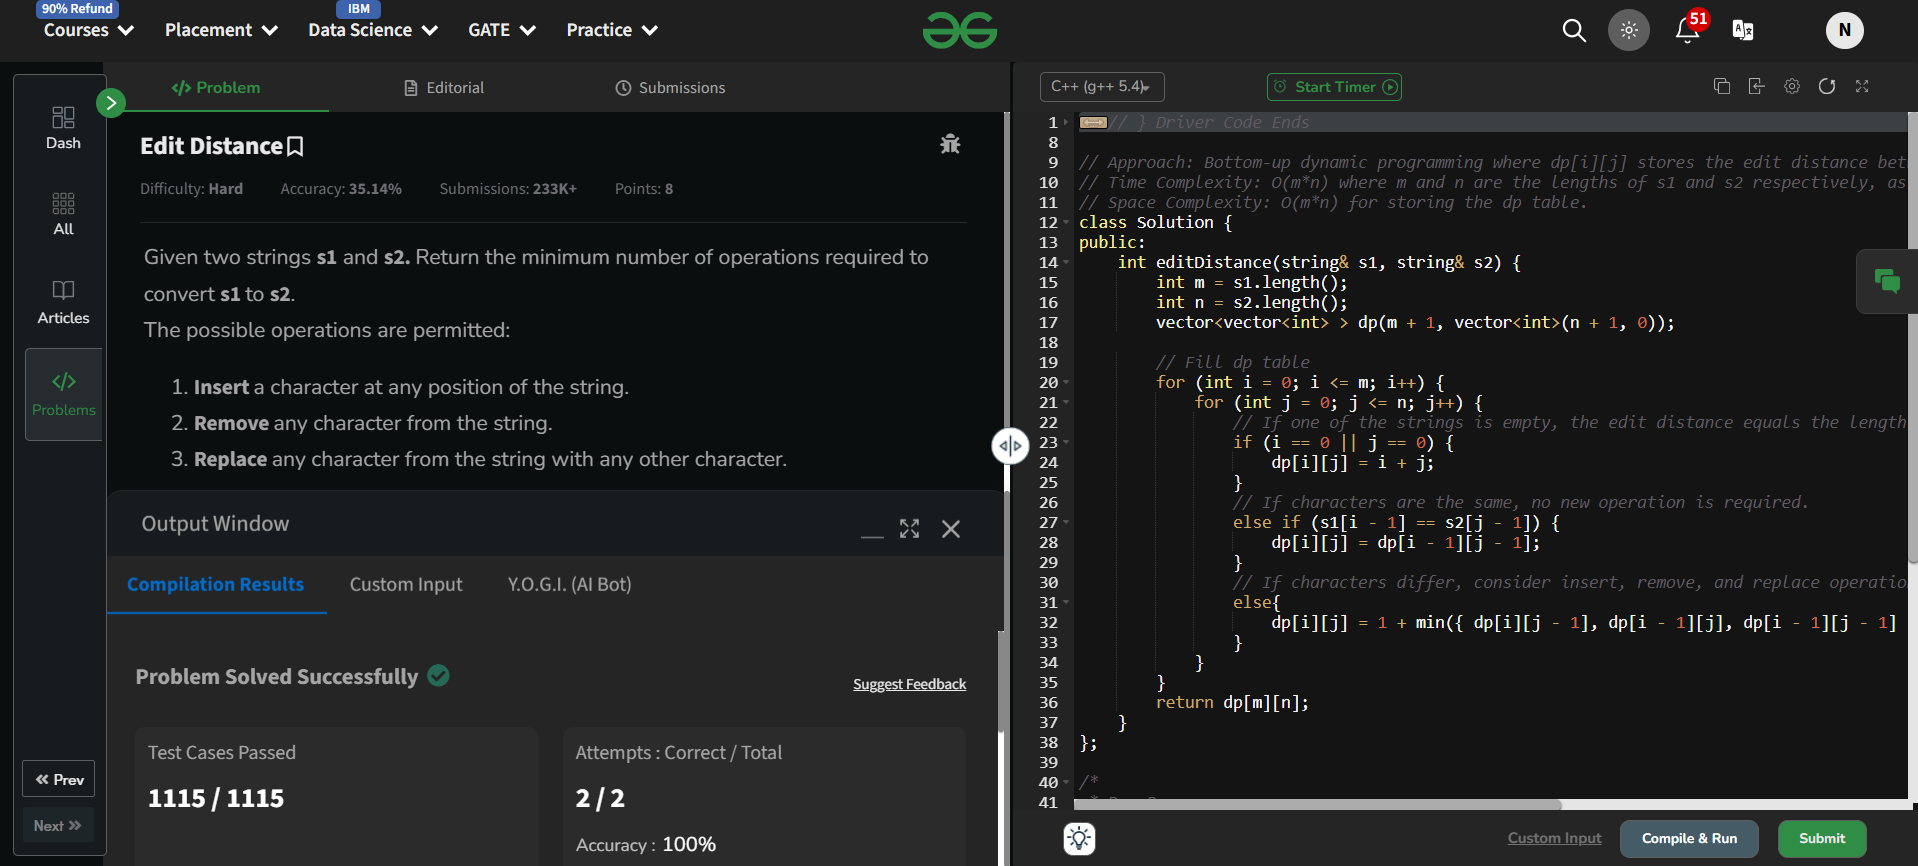 90% Refund
IBM
Courses
Placement
Data Science
GATE
Practice
51
N
Dash
All
Articles
Problems
Prev
Next
Problem
Editorial
Submissions
Edit Distance
Difficulty: Hard
Accuracy: 35.14%
Submissions: 233K+
Points: 8
Given two strings s1 and s2. Return the minimum number of operations required to
convert s1 to s2.
The possible operations are permitted:
1. Insert a character at any position of the string.
2. Remove any character from the string.
3. Replace any character from the string with any other character.
Output Window
Compilation Results
Custom Input
Y.O.G.I. (AI Bot)
Problem Solved Successfully
Suggest Feedback
Test Cases Passed
1115 / 1115
Attempts : Correct / Total
2 / 2
Accuracy : 100%
C++ (g++ 5.4)
Start Timer
1 // } Driver Code Ends
8
9 // Approach: Bottom-up dynamic programming where dp[i][j] stores the edit distance bet
10 // Time Complexity: O(m*n) where m and n are the lengths of s1 and s2 respectively, as
11 // Space Complexity: O(m*n) for storing the dp table.
12 class Solution {
13 public:
14 int editDistance(string& s1, string& s2) {
15 int m = s1.length();
16 int n = s2.length();
17 vector<vector<int> > dp(m + 1, vector<int>(n + 1, 0));
18
19 // Fill dp table
20 for (int i = 0; i <= m; i++) {
21 for (int j = 0; j <= n; j++) {
22 // If one of the strings is empty, the edit distance equals the length
23 if (i == 0 || j == 0) {
24 dp[i][j] = i + j;
25 }
26 // If characters are the same, no new operation is required.
27 else if (s1[i - 1] == s2[j - 1]) {
28 dp[i][j] = dp[i - 1][j - 1];
29 }
30 // If characters differ, consider insert, remove, and replace operatio
31 else{
32 dp[i][j] = 1 + min({ dp[i][j - 1], dp[i - 1][j], dp[i - 1][j - 1]
33 }
34 }
35 }
36 return dp[m][n];
37 }
38 };
39
40 /*
41
Custom Input
Compile & Run
Submit